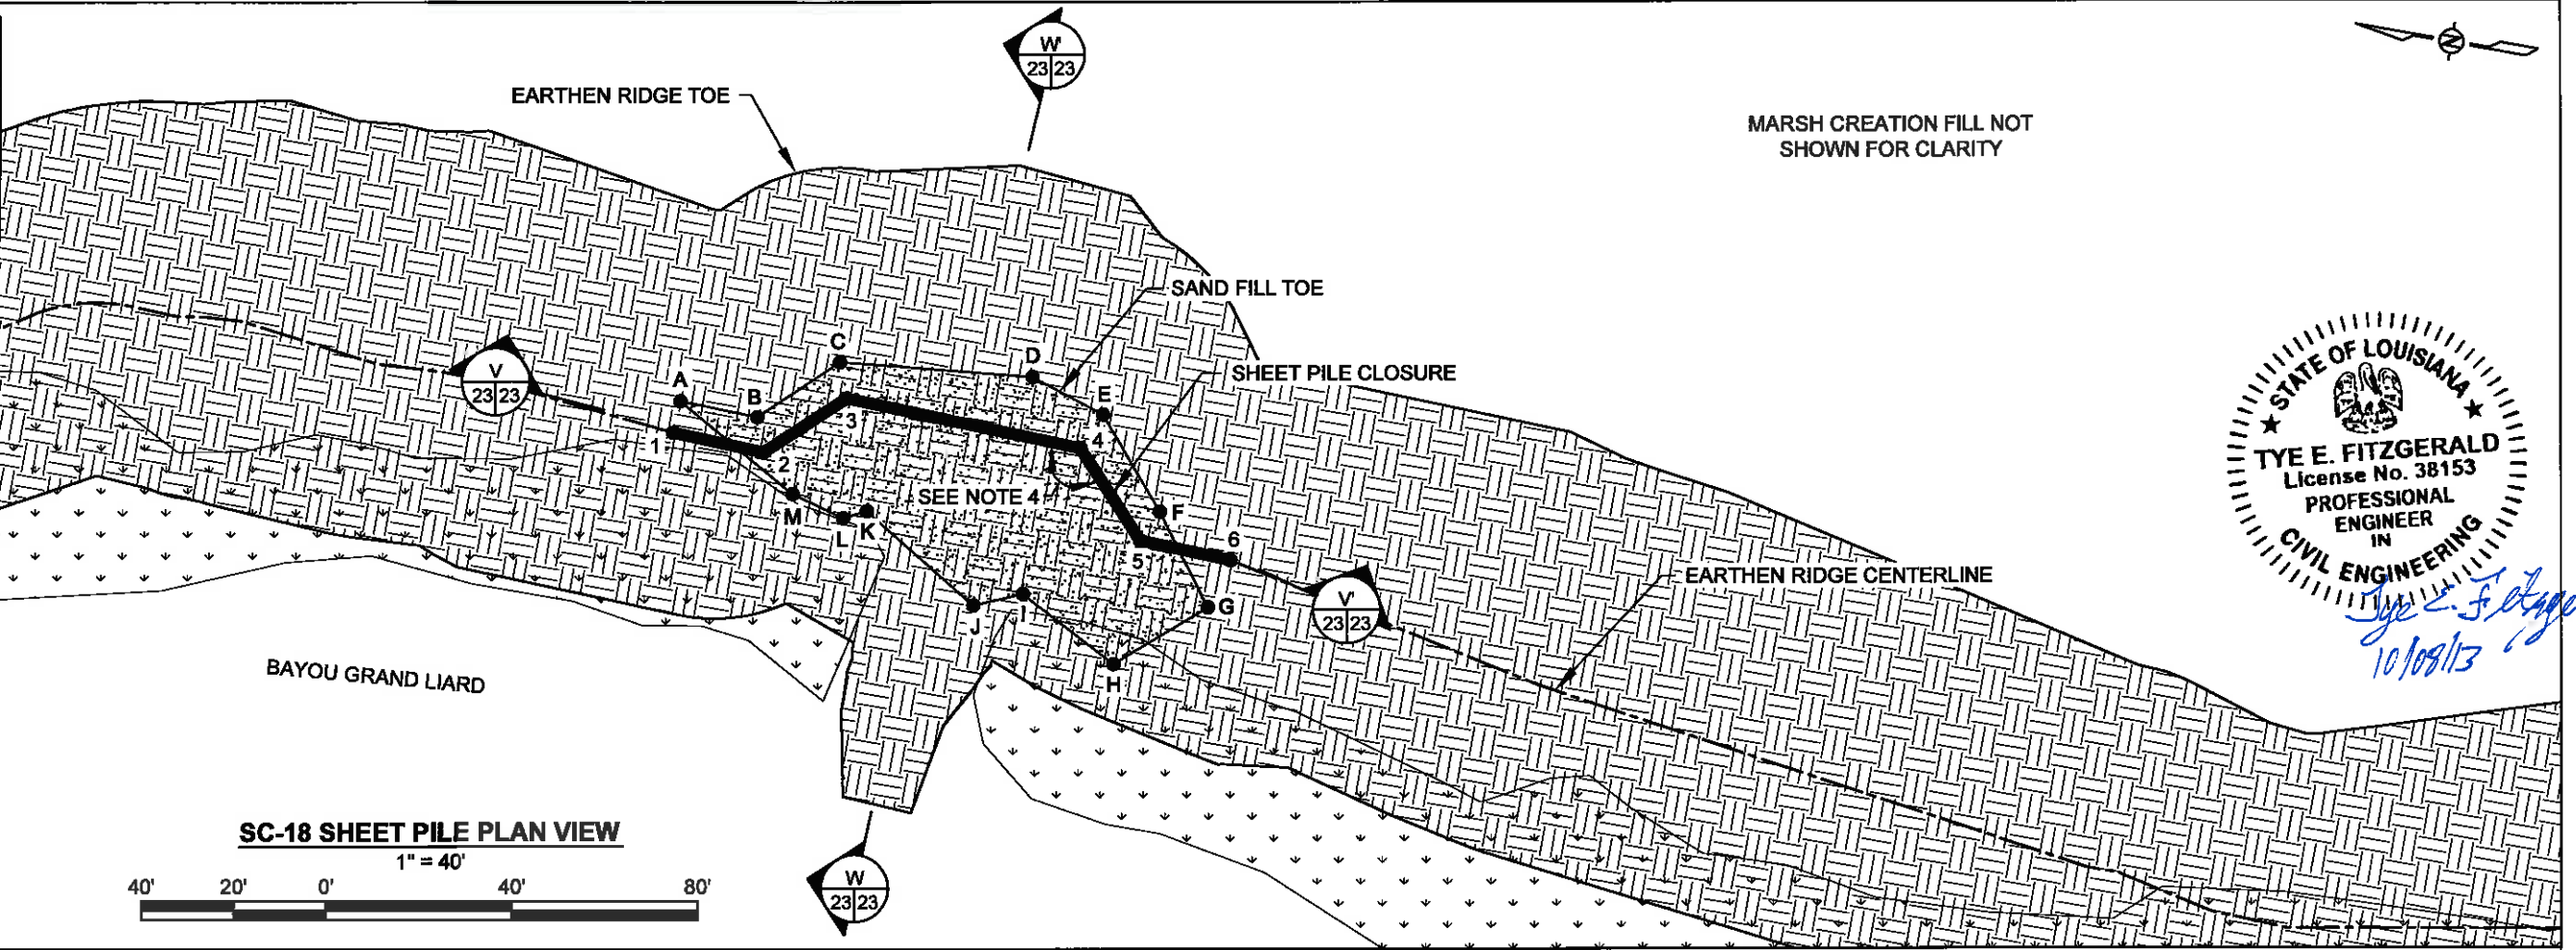 W'
23 23
EARTHEN RIDGE TOE
MARSH CREATION FILL NOT
SHOWN FOR CLARITY
N
SAND FILL TOE
SHEET PILE CLOSURE
V
23 23
A
B
C
D
E
1
2
3
4
SEE NOTE 4
M
L
K
F
5
6
J
I
G
H
V'
23 23
EARTHEN RIDGE CENTERLINE
BAYOU GRAND LIARD
STATE OF LOUISIANA
TYE E. FITZGERALD
License No. 38153
PROFESSIONAL
ENGINEER
IN
CIVIL ENGINEERING
10/08/13
SC-18 SHEET PILE PLAN VIEW
1" = 40'
40' 20' 0' 40' 80'
W
23 23